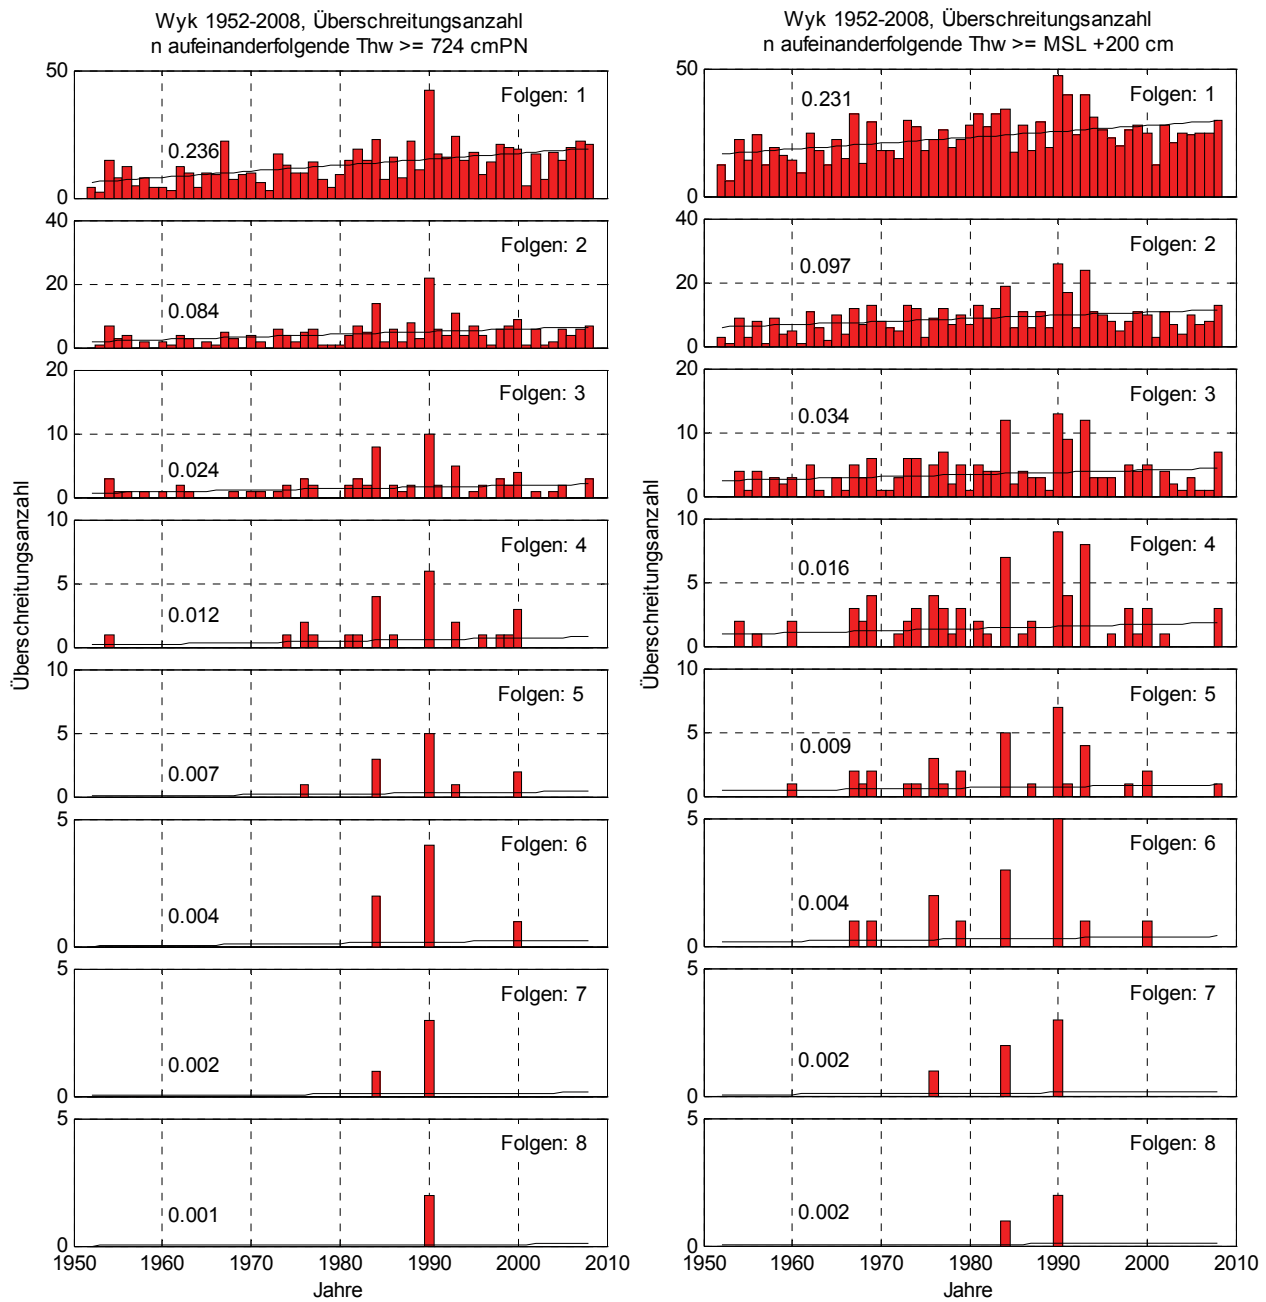 Wyk 1952-2008, Überschreitungsanzahl
n aufeinanderfolgende Thw >= 724 cmPN
50
0
Folgen: 1
0.236
40
20
0
Folgen: 2
0.084
20
10
0
Folgen: 3
0.024
10
5
0
Folgen: 4
0.012
10
5
0
Folgen: 5
0.007
5
0
Folgen: 6
0.004
5
0
Folgen: 7
0.002
5
0
Folgen: 8
0.001
Überschreitungsanzahl
1950 1960 1970 1980 1990 2000 2010
Jahre
Wyk 1952-2008, Überschreitungsanzahl
n aufeinanderfolgende Thw >= MSL +200 cm
50
0
Folgen: 1
0.231
40
20
0
Folgen: 2
0.097
20
10
0
Folgen: 3
0.034
10
5
0
Folgen: 4
0.016
10
5
0
Folgen: 5
0.009
5
0
Folgen: 6
0.004
5
0
Folgen: 7
0.002
5
0
Folgen: 8
0.002
Überschreitungsanzahl
1950 1960 1970 1980 1990 2000 2010
Jahre